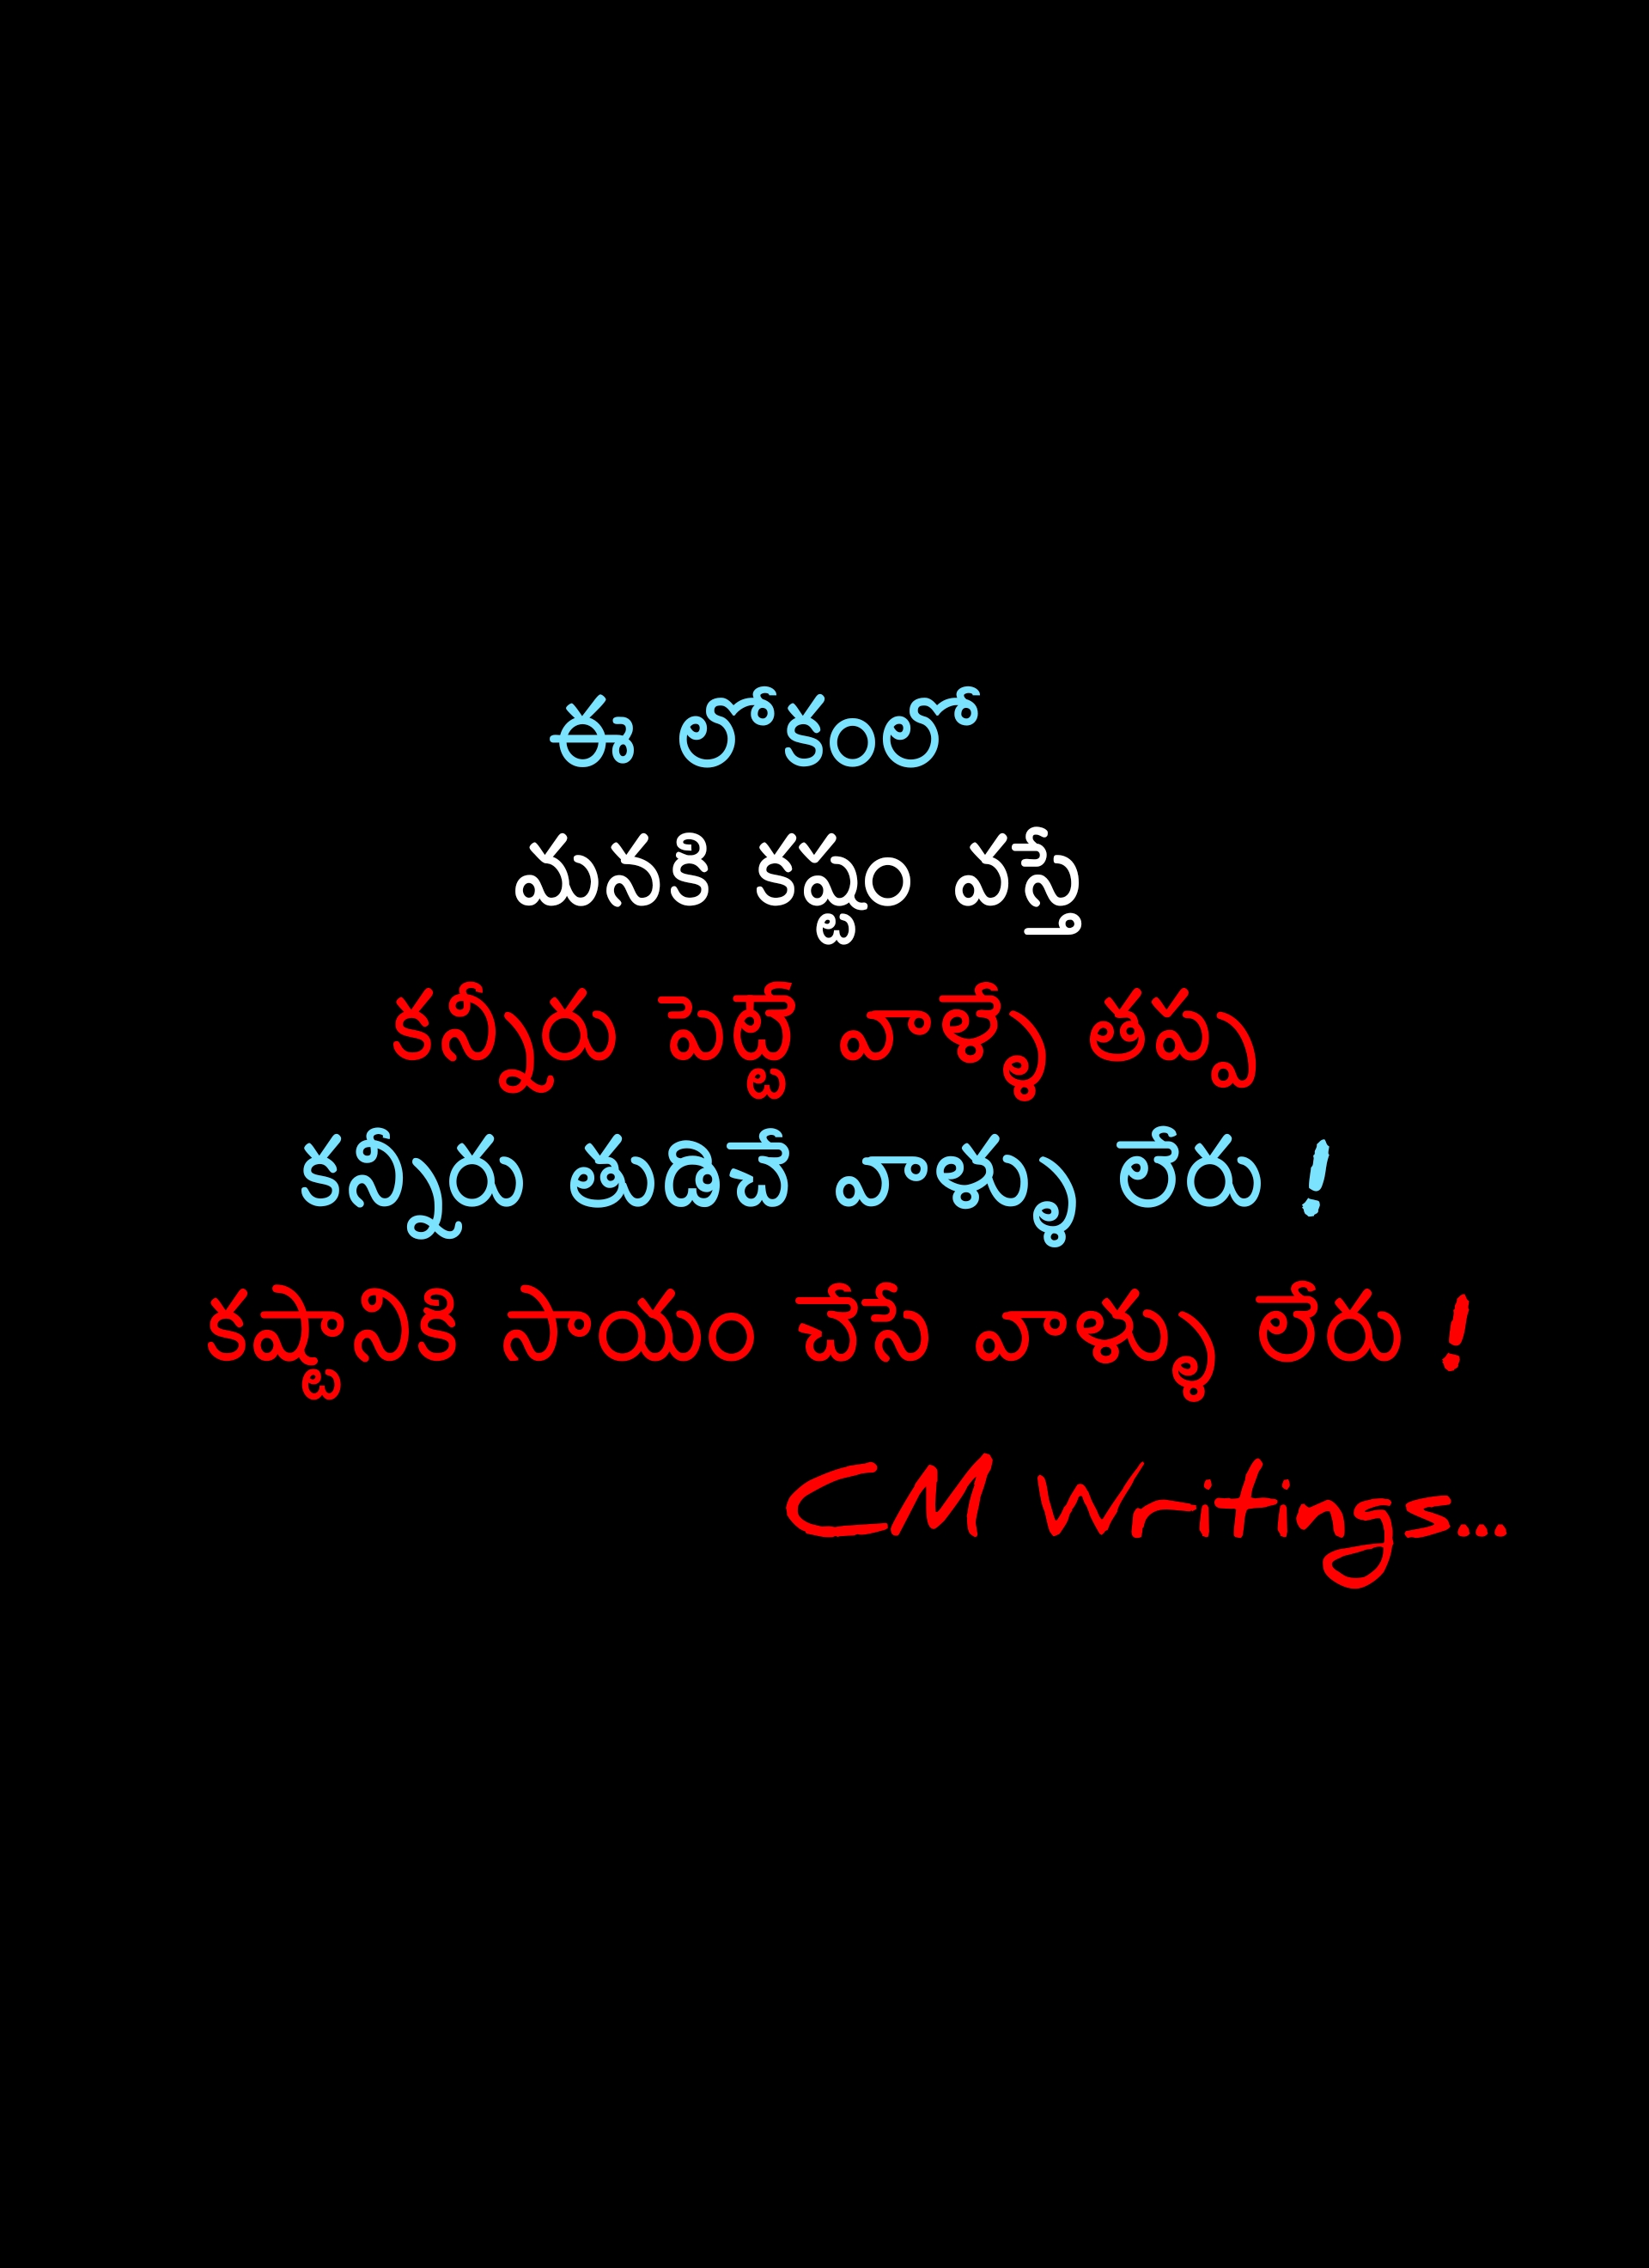 ఈ లోకంలో
మనకి కష్టం వస్తే
కన్నీరు పెట్టే వాళ్ళే తప్ప
కన్నీరు తుడిచే వాళ్ళు లేరు !
కష్టానికి సాయం చేసే వాళ్ళు లేరు !
CM Writings....